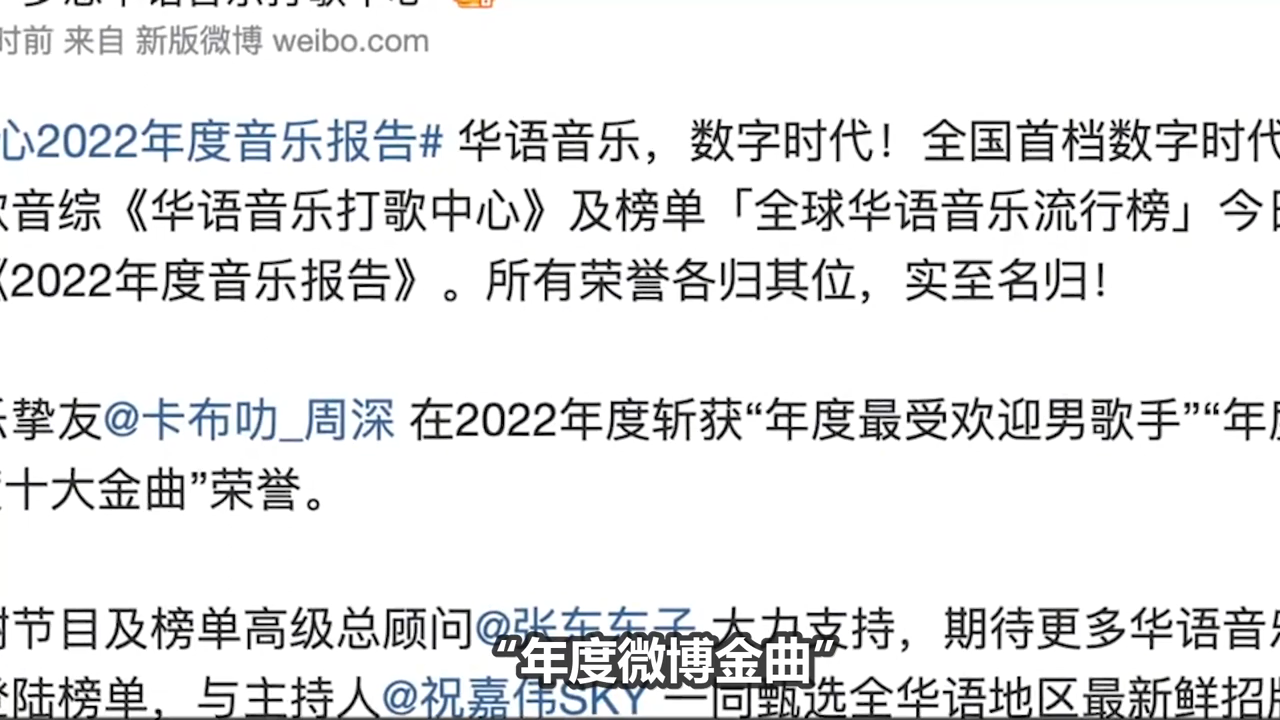 时前 来自 新版微博 weibo.com
心2022年度音乐报告# 华语音乐，数字时代！全国首档数字时代
歌音综《华语音乐打歌中心》及榜单「全球华语音乐流行榜」今日
《2022年度音乐报告》。所有荣誉各归其位，实至名归！
乐挚友@卡布叻_周深 在2022年度斩获“年度最受欢迎男歌手”“年度
度十大金曲”荣誉。
谢节目及榜单高级总顾问@张东东子 大力支持，期待更多华语音乐
登陆榜单，与主持人@祝嘉伟SKY 一同甄选全华语地区最新鲜招牌
“年度微博金曲”